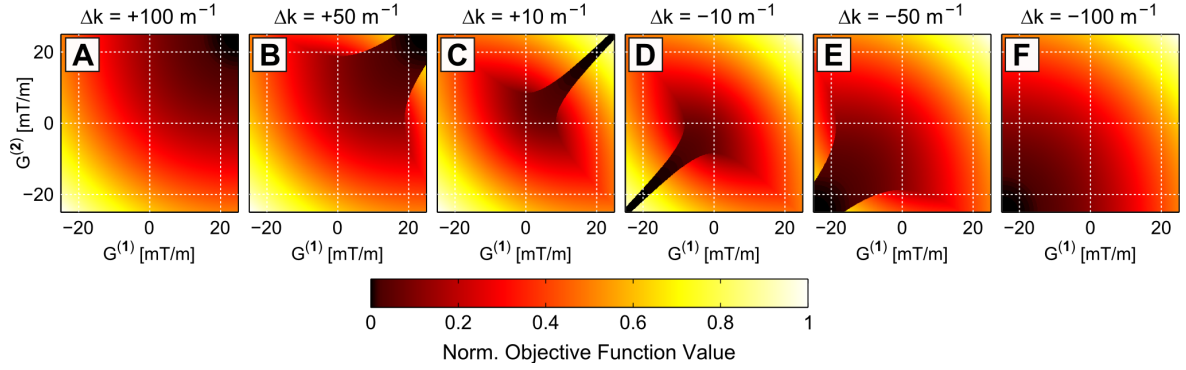 Δk = +100 m⁻¹ Δk = +50 m⁻¹ Δk = +10 m⁻¹ Δk = −10 m⁻¹ Δk = −50 m⁻¹ Δk = −100 m⁻¹
A B C D E F
20
0
−20
G⁽²⁾ [mT/m]
−20 0 20 −20 0 20 −20 0 20 −20 0 20 −20 0 20 −20 0 20
G⁽¹⁾ [mT/m] G⁽¹⁾ [mT/m] G⁽¹⁾ [mT/m] G⁽¹⁾ [mT/m] G⁽¹⁾ [mT/m] G⁽¹⁾ [mT/m]
0 0.2 0.4 0.6 0.8 1
Norm. Objective Function Value